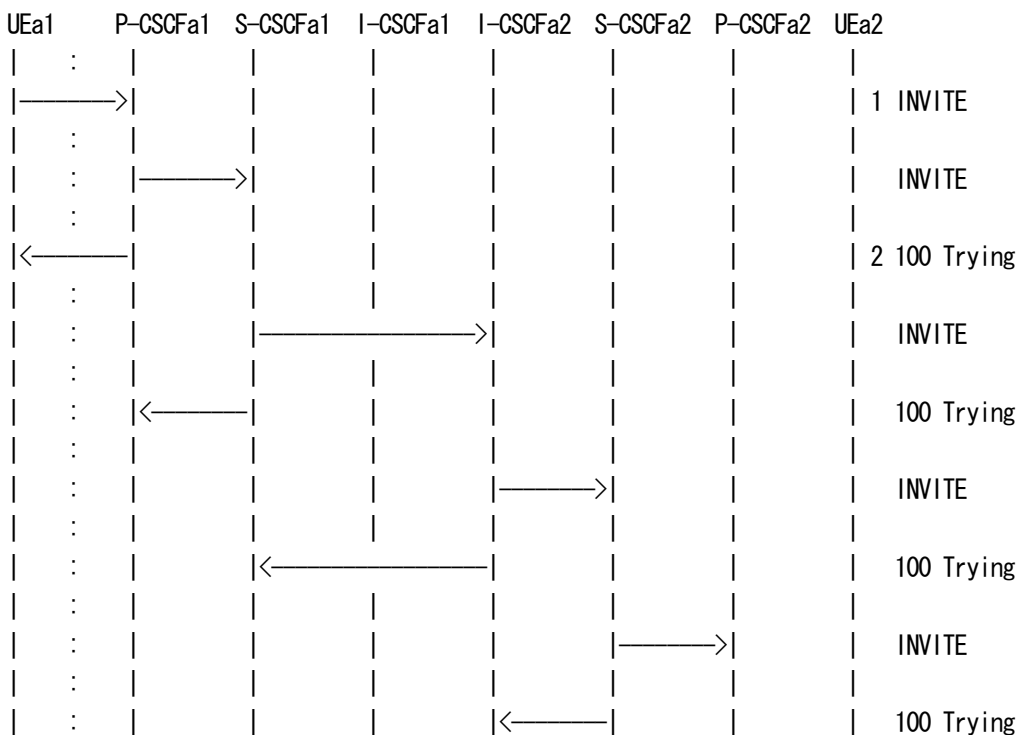 UEa1 P-CSCFa1 S-CSCFa1 I-CSCFa1 I-CSCFa2 S-CSCFa2 P-CSCFa2 UEa2
1 INVITE
INVITE
2 100 Trying
INVITE
100 Trying
INVITE
100 Trying
INVITE
100 Trying